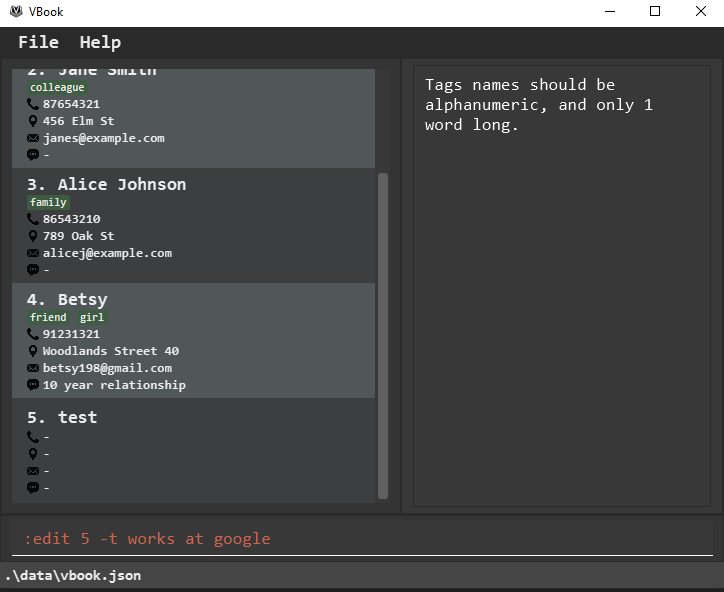 VBook
File Help
2. Jane Smith
colleague
87654321
456 Elm St
janes@example.com
-
3. Alice Johnson
family
86543210
789 Oak St
alicej@example.com
-
4. Betsy
friend girl
91231321
Woodlands Street 40
betsy198@gmail.com
10 year relationship
5. test
-
-
-
-
Tags names should be
alphanumeric, and only 1
word long.
:edit 5 -t works at google
.\data\vbook.json